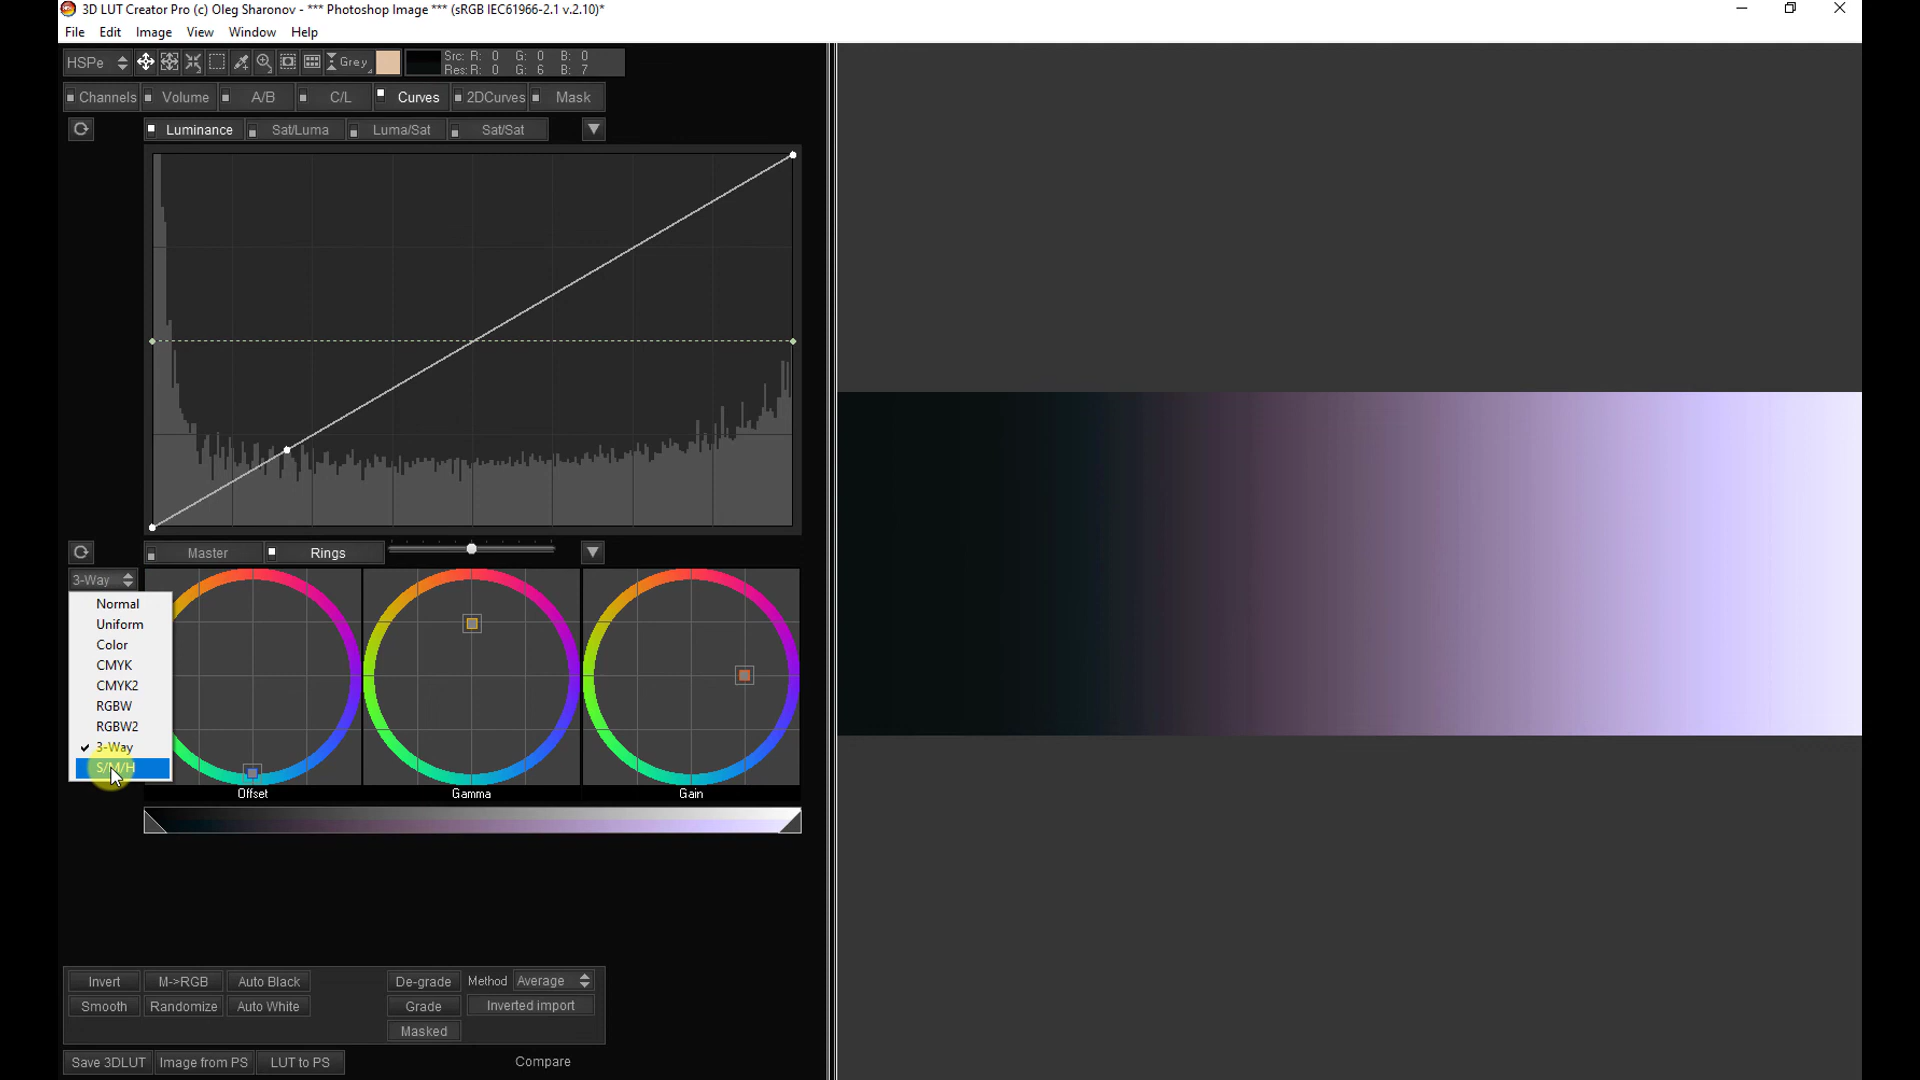 3D LUT Creator Pro (c) Oleg Sharonov - *** Photoshop Image *** (sRGB IEC61966-2.1 v.2.10)*
File Edit Image View Window Help
HSPe Grey Src: R: 0 G: 0 B: 0
Res: R: 0 G: 6 B: 7
Channels Volume A/B C/L Curves 2DCurves Mask
Luminance Sat/Luma Luma/Sat Sat/Sat
Master Rings
3-Way
Normal
Uniform
Color
CMYK
CMYK2
RGBW
RGBW2
3-Way
S/M/H
Offset Gamma Gain
Invert M->RGB Auto Black De-grade Method Average
Smooth Randomize Auto White Grade Inverted import
Masked
Save 3DLUT Image from PS LUT to PS Compare